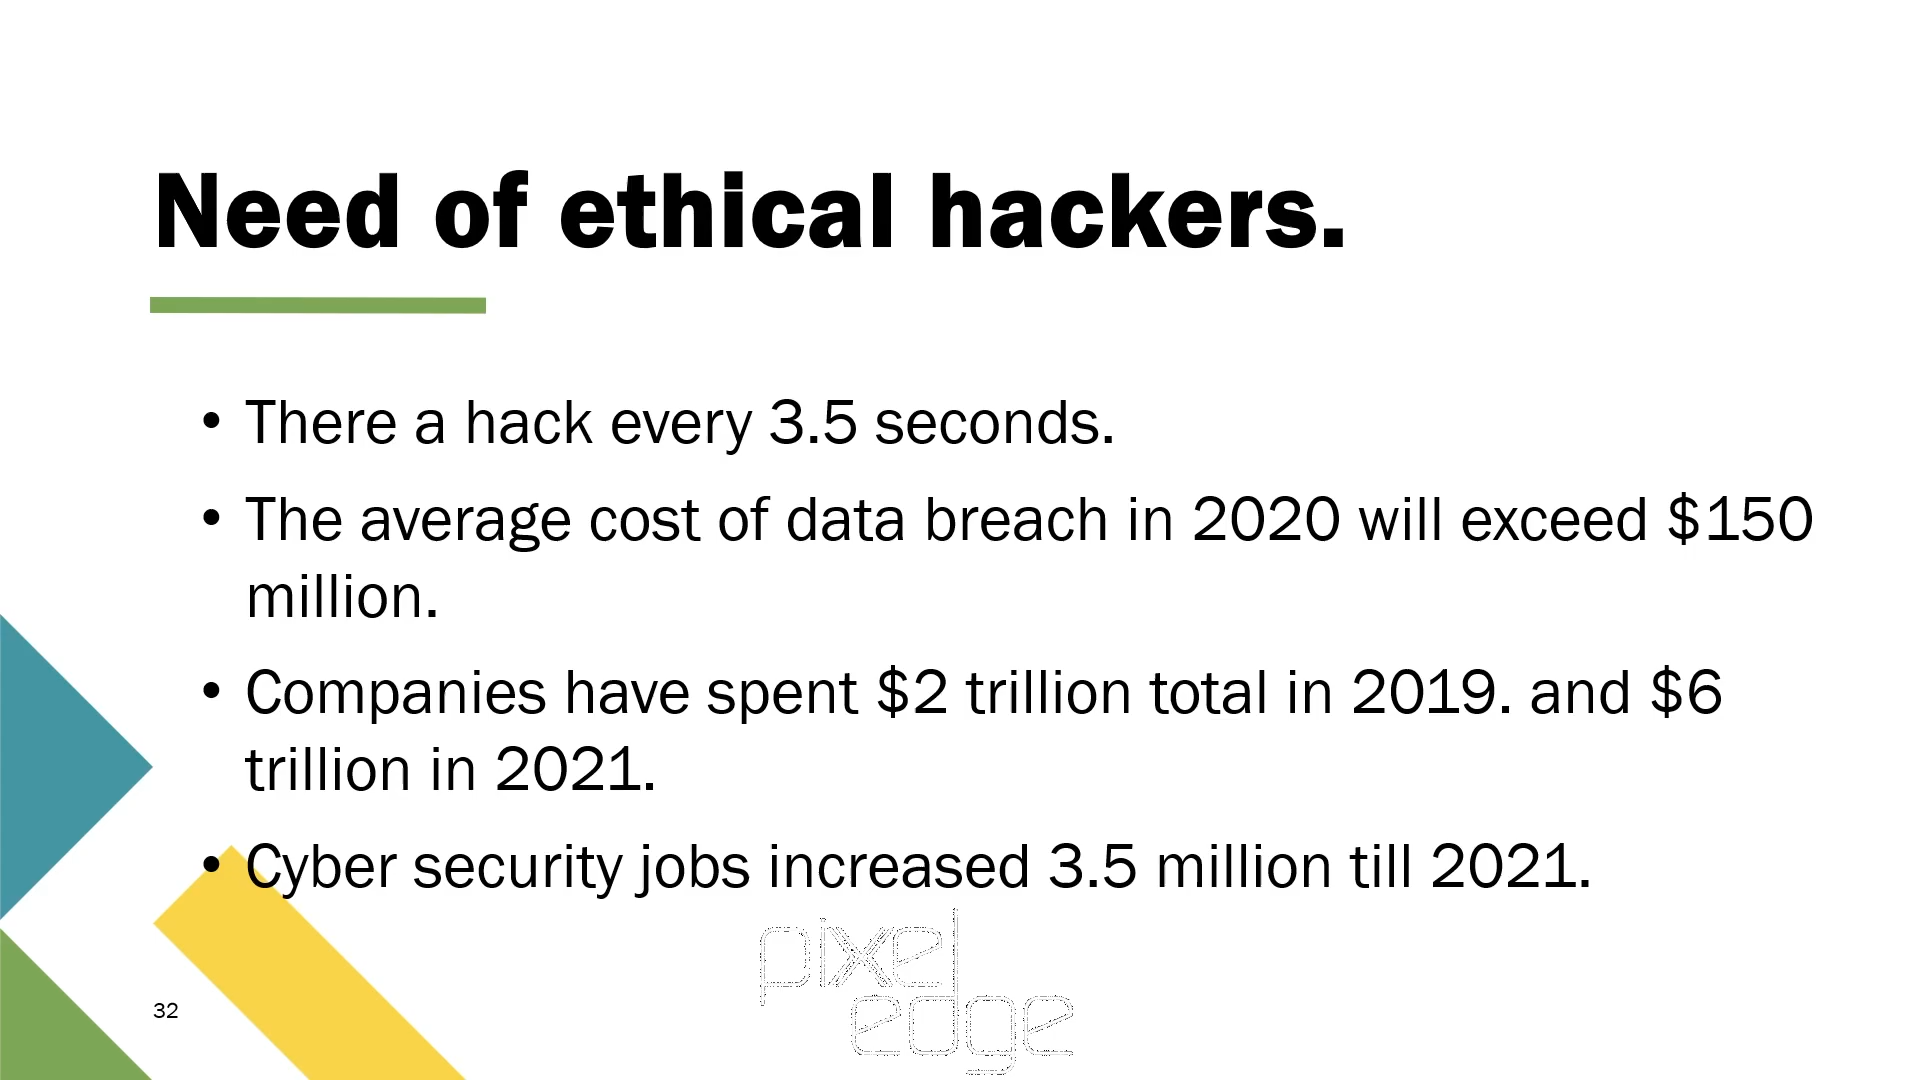 Need of ethical hackers.
• There a hack every 3.5 seconds.
• The average cost of data breach in 2020 will exceed $150
million.
• Companies have spent $2 trillion total in 2019. and $6
trillion in 2021.
• Cyber security jobs increased 3.5 million till 2021.
pixel
edge
32